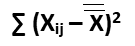 ∑ (Xᵢⱼ – X̿)²